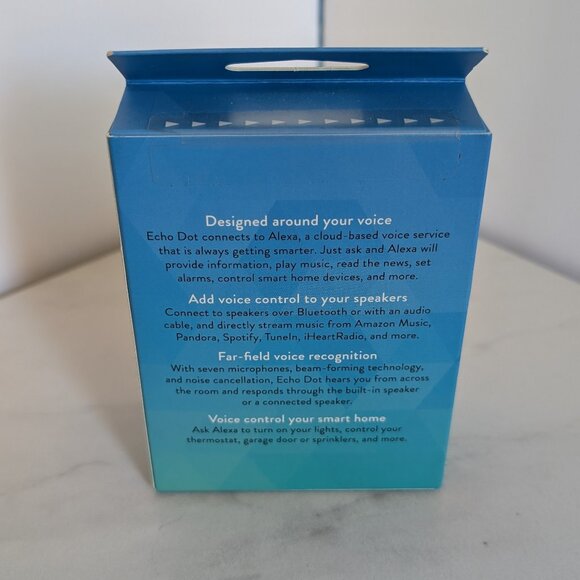 Designed around your voice
Echo Dot connects to Alexa, a cloud-based voice service
that is always getting smarter. Just ask and Alexa will
provide information, play music, read the news, set
alarms, control smart home devices, and more.
Add voice control to your speakers
Connect to speakers over Bluetooth or with an audio
cable, and directly stream music from Amazon Music,
Pandora, Spotify, TuneIn, iHeartRadio, and more.
Far-field voice recognition
With seven microphones, beam-forming technology,
and noise cancellation, Echo Dot hears you from across
the room and responds through the built-in speaker
or a connected speaker.
Voice control your smart home
Ask Alexa to turn on your lights, control your
thermostat, garage door or sprinklers, and more.